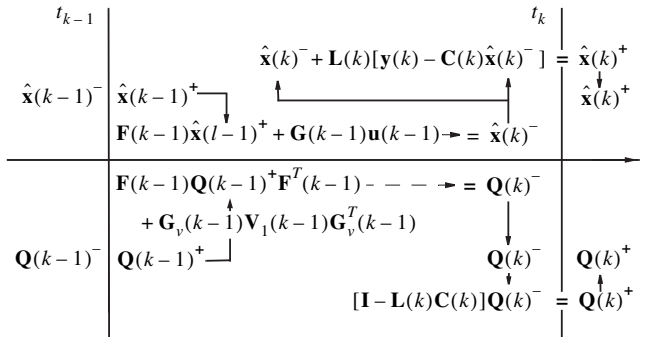 t_{k-1} t_k
x̂(k)⁻ + L(k)[y(k) – C(k)x̂(k)⁻ ] = x̂(k)⁺
x̂(k–1)⁻ x̂(k–1)⁺ x̂(k)⁺
F(k–1)x̂(l–1)⁺ + G(k–1)u(k–1) = x̂(k)⁻
F(k–1)Q(k–1)⁺F^T(k–1) – — — = Q(k)⁻
+ G_v(k–1)V₁(k–1)G_v^T(k–1)
Q(k–1)⁻ Q(k–1)⁺ Q(k)⁻ Q(k)⁺
[I – L(k)C(k)]Q(k)⁻ = Q(k)⁺